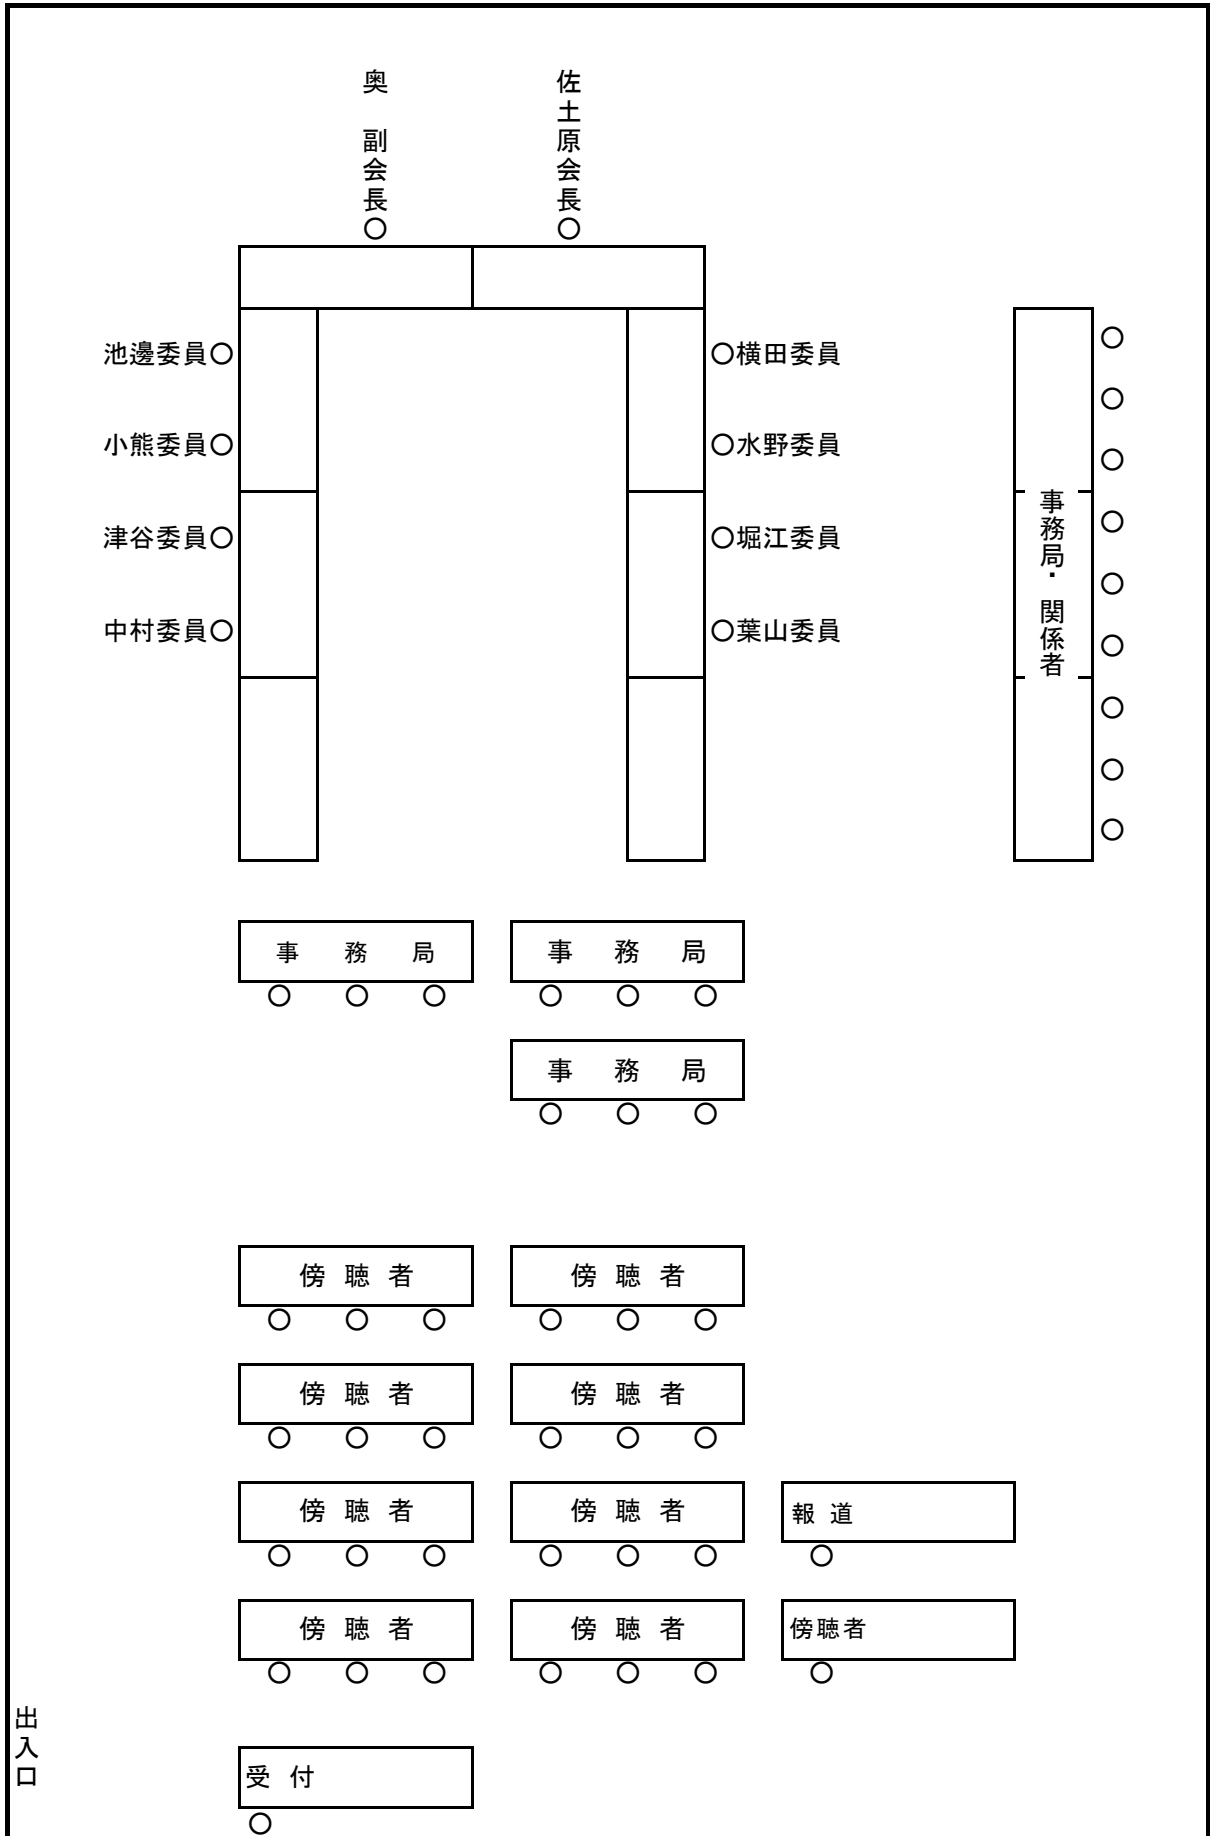 佐土原会長○
奥　副会長○
池邊委員○
○横田委員
小熊委員○
○水野委員
津谷委員○
○堀江委員
中村委員○
○葉山委員
事務局・関係者
事　務　局
事　務　局
事　務　局
傍 聴 者
傍 聴 者
傍 聴 者
傍 聴 者
傍 聴 者
傍 聴 者
報 道
傍 聴 者
傍 聴 者
傍聴者
出入口
受 付